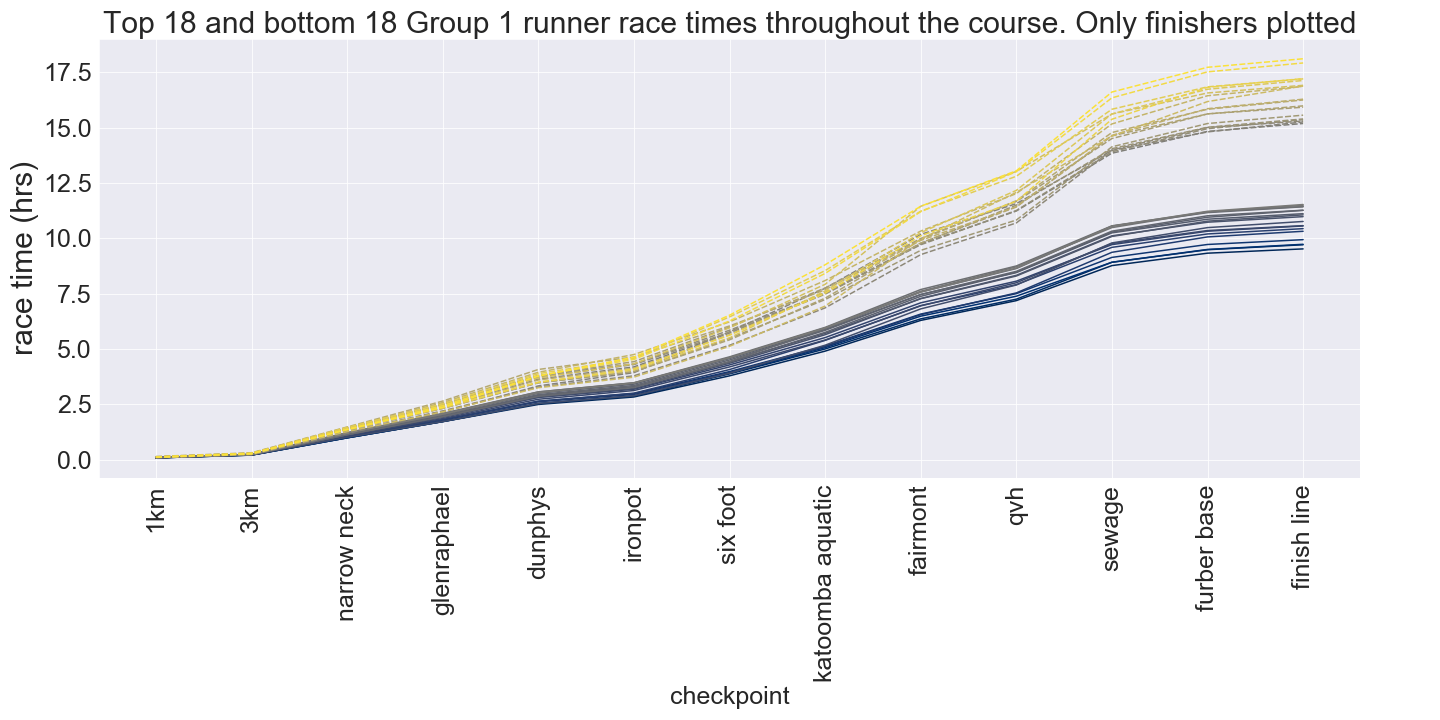 Top 18 and bottom 18 Group 1 runner race times throughout the course. Only finishers plotted
race time (hrs)
17.5
15.0
12.5
10.0
7.5
5.0
2.5
0.0
1km
3km
narrow neck
glenraphael
dunphys
ironpot
six foot
katoomba aquatic
fairmont
qvh
sewage
furber base
finish line
checkpoint